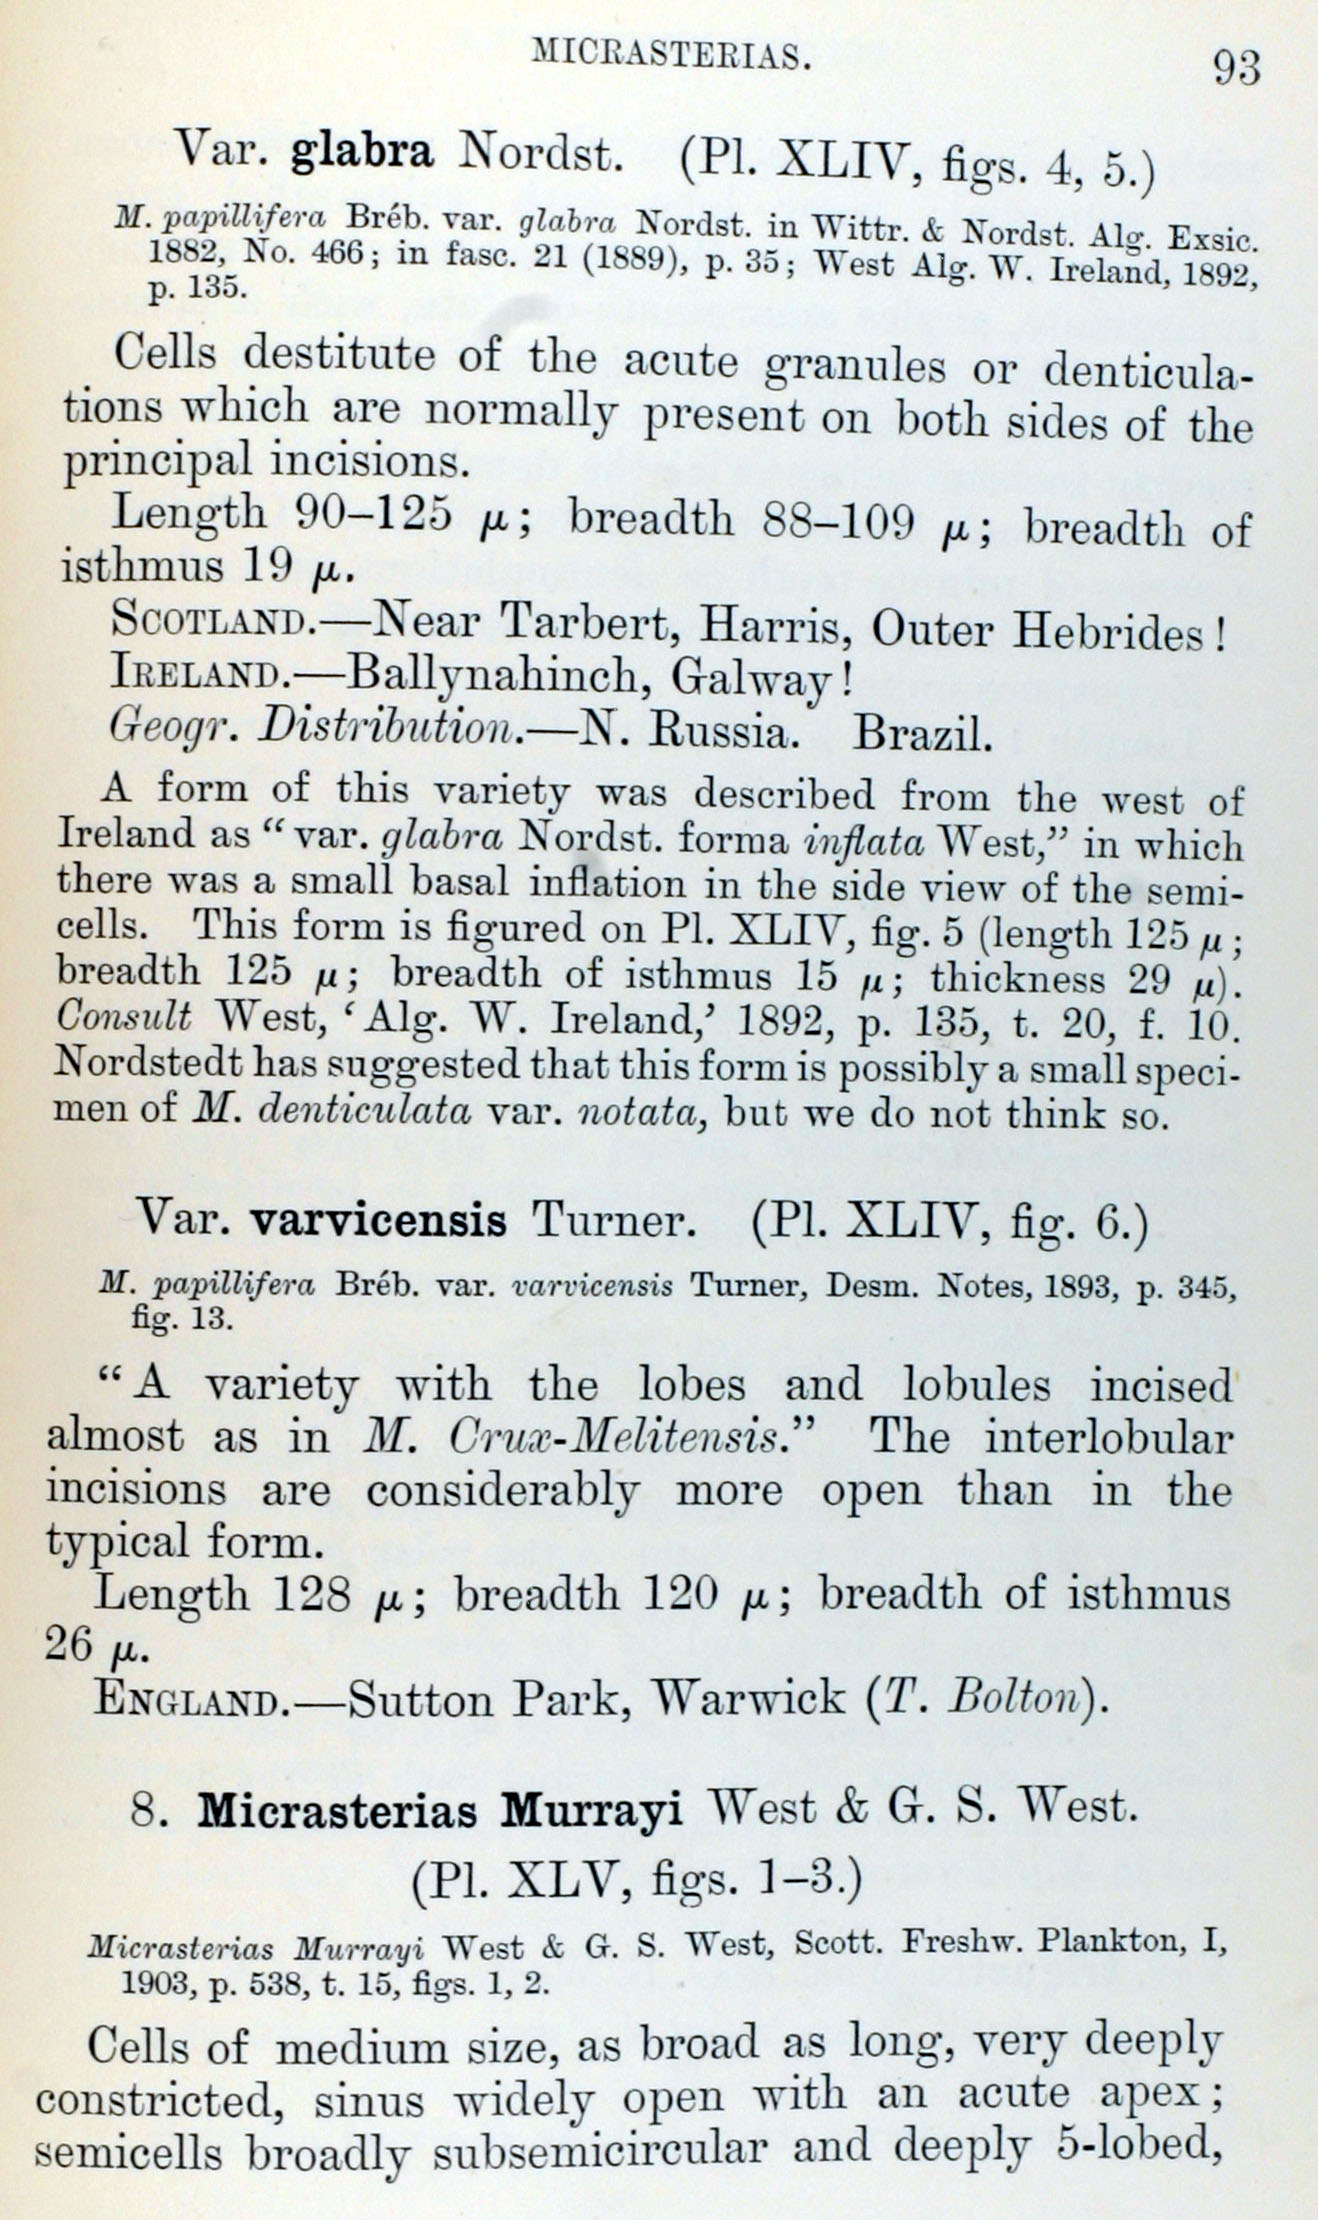 MICRASTERIAS.
93
Var. glabra Nordst. (Pl. XLIV, figs. 4, 5.)
M. papillifera Bréb. var. glabra Nordst. in Wittr. & Nordst. Alg. Exsic.
1882, No. 466; in fasc. 21 (1889), p. 35; West Alg. W. Ireland, 1892,
p. 135.
Cells destitute of the acute granules or denticula-
tions which are normally present on both sides of the
principal incisions.
Length 90–125 μ; breadth 88–109 μ; breadth of
isthmus 19 μ.
SCOTLAND.—Near Tarbert, Harris, Outer Hebrides!
IRELAND.—Ballynahinch, Galway!
Geogr. Distribution.—N. Russia. Brazil.
A form of this variety was described from the west of
Ireland as “var. glabra Nordst. forma inflata West,” in which
there was a small basal inflation in the side view of the semi-
cells. This form is figured on Pl. XLIV, fig. 5 (length 125 μ;
breadth 125 μ; breadth of isthmus 15 μ; thickness 29 μ).
Consult West, ‘Alg. W. Ireland,’ 1892, p. 135, t. 20, f. 10.
Nordstedt has suggested that this form is possibly a small speci-
men of M. denticulata var. notata, but we do not think so.
Var. varvicensis Turner. (Pl. XLIV, fig. 6.)
M. papillifera Bréb. var. varvicensis Turner, Desm. Notes, 1893, p. 345,
fig. 13.
“A variety with the lobes and lobules incised
almost as in M. Crux-Melitensis.” The interlobular
incisions are considerably more open than in the
typical form.
Length 128 μ; breadth 120 μ; breadth of isthmus
26 μ.
ENGLAND.—Sutton Park, Warwick (T. Bolton).
8. Micrasterias Murrayi West & G. S. West.
(Pl. XLV, figs. 1–3.)
Micrasterias Murrayi West & G. S. West, Scott. Freshw. Plankton, I,
1903, p. 538, t. 15, figs. 1, 2.
Cells of medium size, as broad as long, very deeply
constricted, sinus widely open with an acute apex;
semicells broadly subsemicircular and deeply 5-lobed,